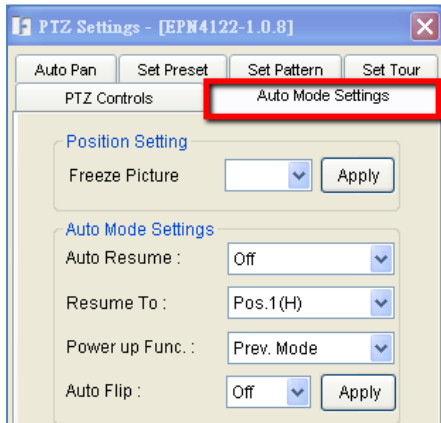 PTZ Settings - [EPN4122-1.0.8]
Auto Pan Set Preset Set Pattern Set Tour
PTZ Controls Auto Mode Settings
Position Setting
Freeze Picture Apply
Auto Mode Settings
Auto Resume : Off
Resume To : Pos.1(H)
Power up Func. : Prev. Mode
Auto Flip : Off Apply